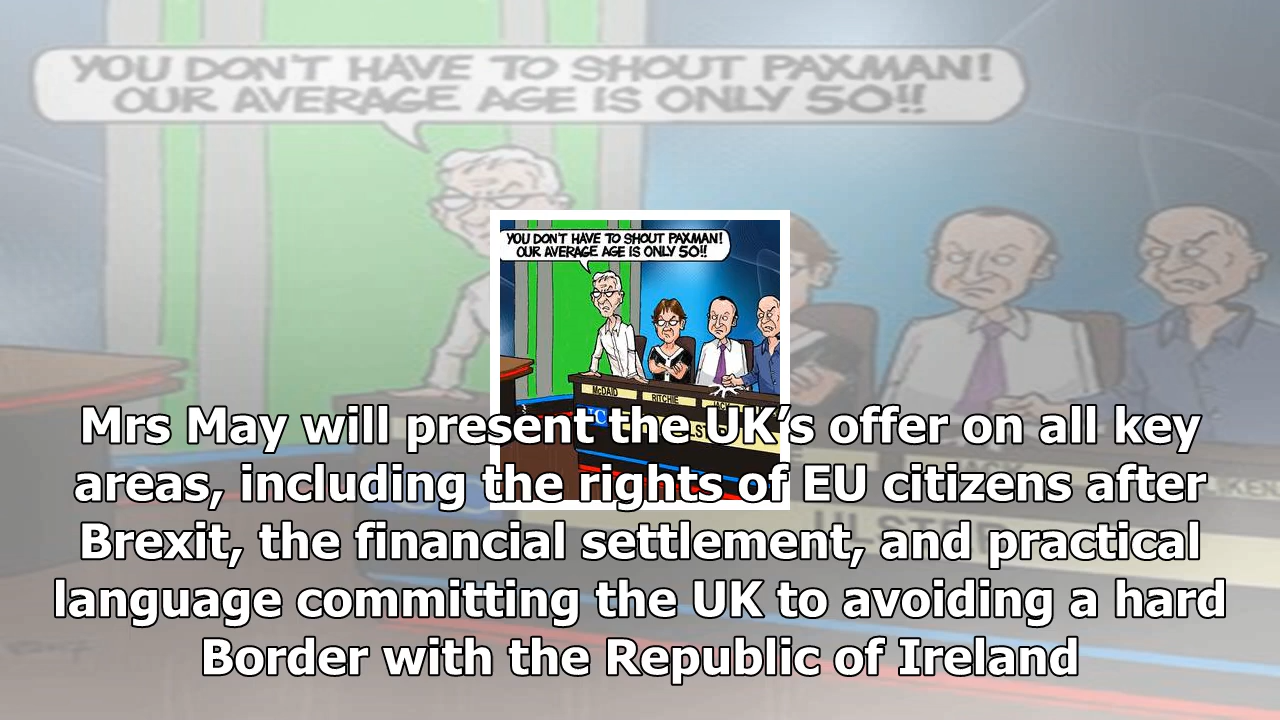 YOU DON'T HAVE TO SHOUT PAXMAN!
OUR AVERAGE AGE IS ONLY 50!!
YOU DON'T HAVE TO SHOUT PAXMAN!
OUR AVERAGE AGE IS ONLY 50!!
McDAID
RITCHIE
Mrs May will present the UK’s offer on all key
areas, including the rights of EU citizens after
Brexit, the financial settlement, and practical
language committing the UK to avoiding a hard
Border with the Republic of Ireland
ULSTER